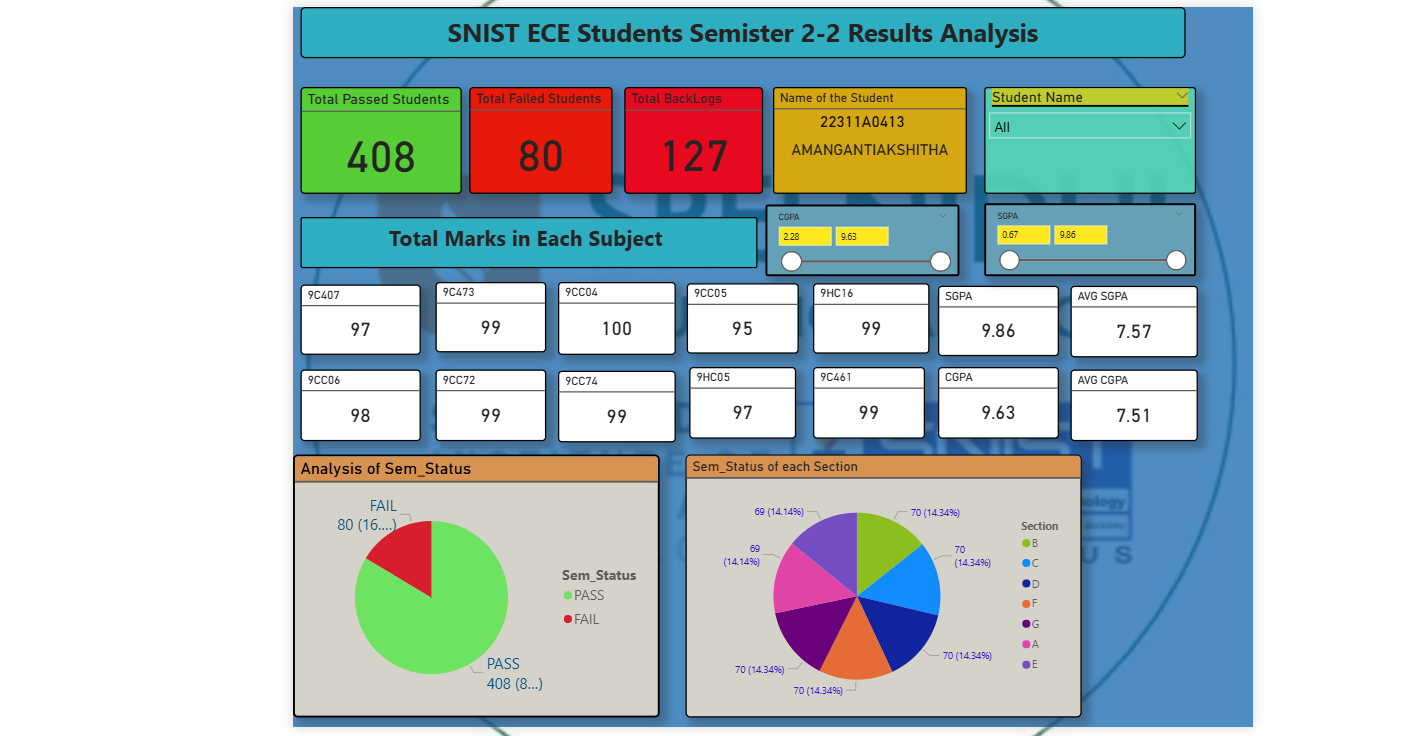 SNIST ECE Students Semister 2-2 Results Analysis
Total Passed Students
408
Total Failed Students
80
Total BackLogs
127
Name of the Student
22311A0413
AMANGANTIAKSHITHA
Student Name
All
Total Marks in Each Subject
CGPA
2.28 9.63
SGPA
0.67 9.86
9C407
97
9C473
99
9CC04
100
9CC05
95
9HC16
99
SGPA
9.86
AVG SGPA
7.57
9CC06
98
9CC72
99
9CC74
99
9HC05
97
9C461
99
CGPA
9.63
AVG CGPA
7.51
Analysis of Sem_Status
FAIL
80 (16....)
PASS
408 (8...)
Sem_Status
PASS
FAIL
Sem_Status of each Section
69 (14.14%)
70 (14.34%)
69
(14.14%)
70
(14.34%)
70 (14.34%)
70 (14.34%)
70 (14.34%)
Section
B
C
D
F
G
A
E
SNIST